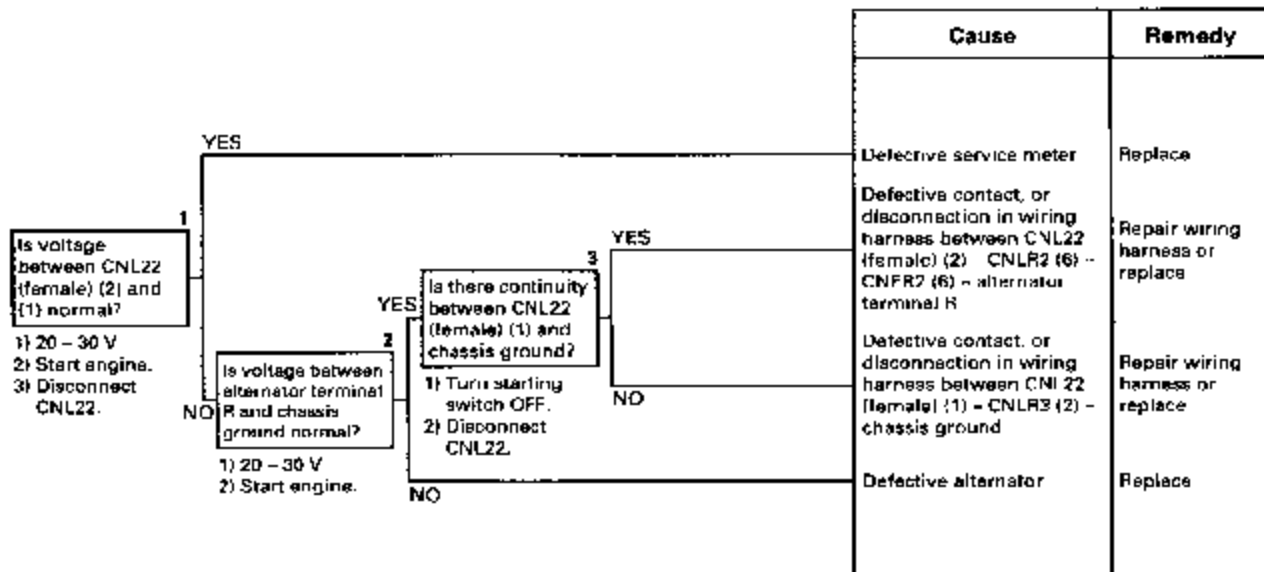 Cause
Remedy
YES
Defective service meter
Replace
1
Is voltage
between CNL22
(female) (2) and
(1) normal?
1) 20 – 30 V
2) Start engine.
3) Disconnect
CNL22.
NO
2
Is voltage between
alternator terminal
R and chassis
ground normal?
1) 20 – 30 V
2) Start engine.
YES
3
Is there continuity
between CNL22
(female) (1) and
chassis ground?
1) Turn starting
switch OFF.
2) Disconnect
CNL22.
YES
Defective contact, or
disconnection in wiring
harness between CNL22
(female) (2) – CNLR2 (6) –
CNFR2 (6) – alternator
terminal R
Repair wiring
harness or
replace
NO
Defective contact, or
disconnection in wiring
harness between CNL22
(female) (1) – CNLR3 (2) –
chassis ground
Repair wiring
harness or
replace
NO
Defective alternator
Replace